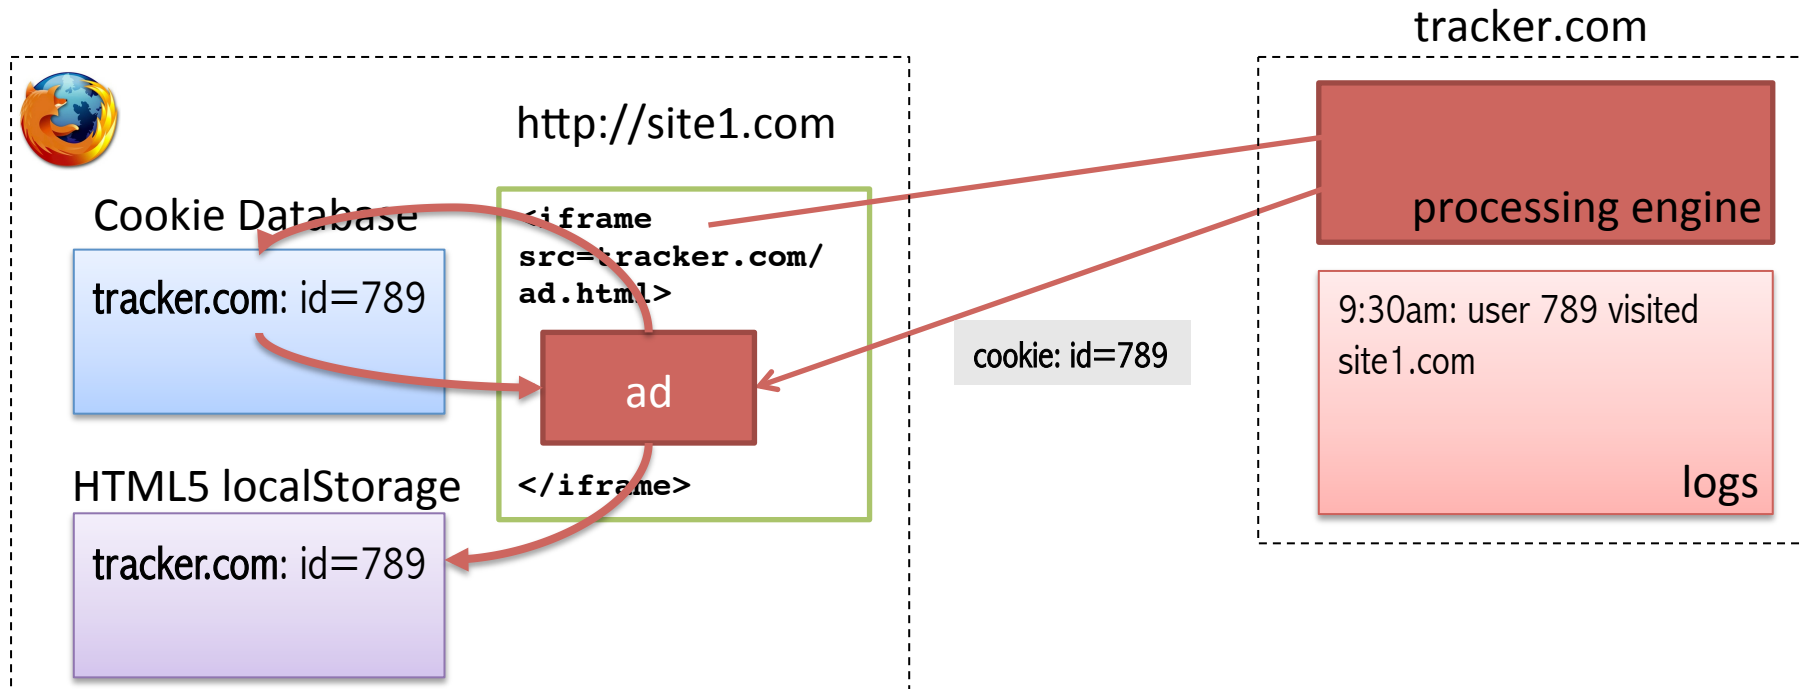 tracker.com
http://site1.com
Cookie Database
tracker.com: id=789
<iframe
src=tracker.com/
ad.html>
ad
</iframe>
HTML5 localStorage
tracker.com: id=789
cookie: id=789
processing engine
9:30am: user 789 visited
site1.com
logs